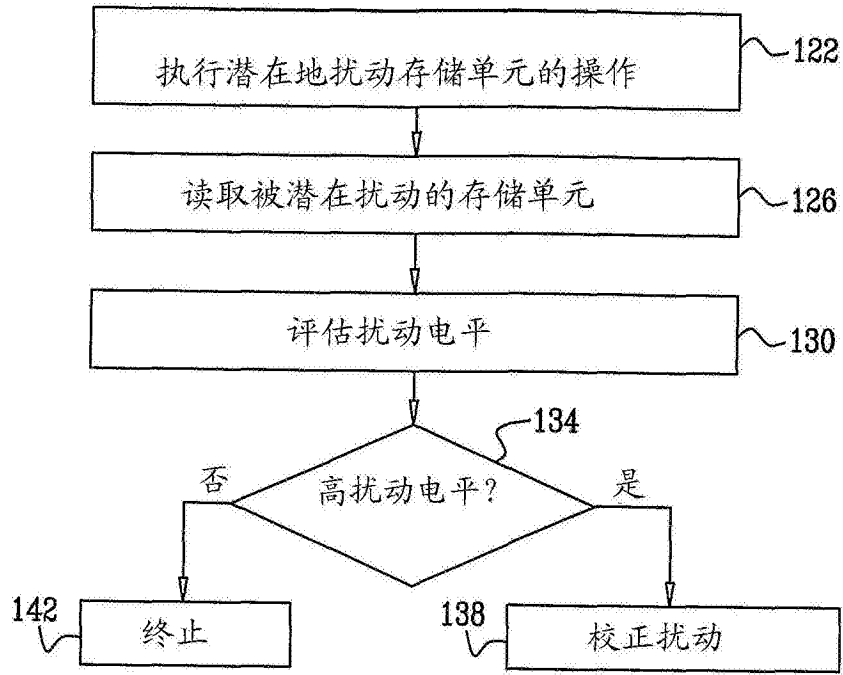 执行潜在地扰动存储单元的操作
122
读取被潜在扰动的存储单元
126
评估扰动电平
130
134
高扰动电平？
否
是
142
终止
138
校正扰动